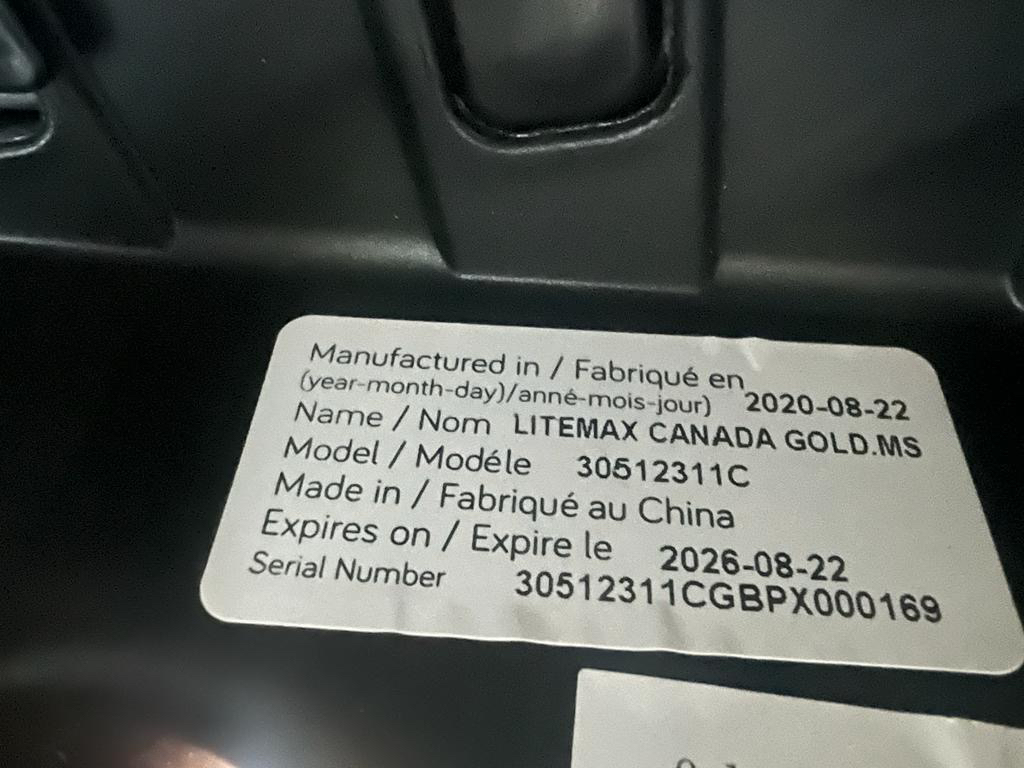 Manufactured in / Fabriqué en
(year-month-day)/anné-mois-jour) 2020-08-22
Name / Nom LITEMAX CANADA GOLD.MS
Model / Modéle 30512311C
Made in / Fabriqué au China
Expires on / Expire le 2026-08-22
Serial Number 30512311CGBPX000169